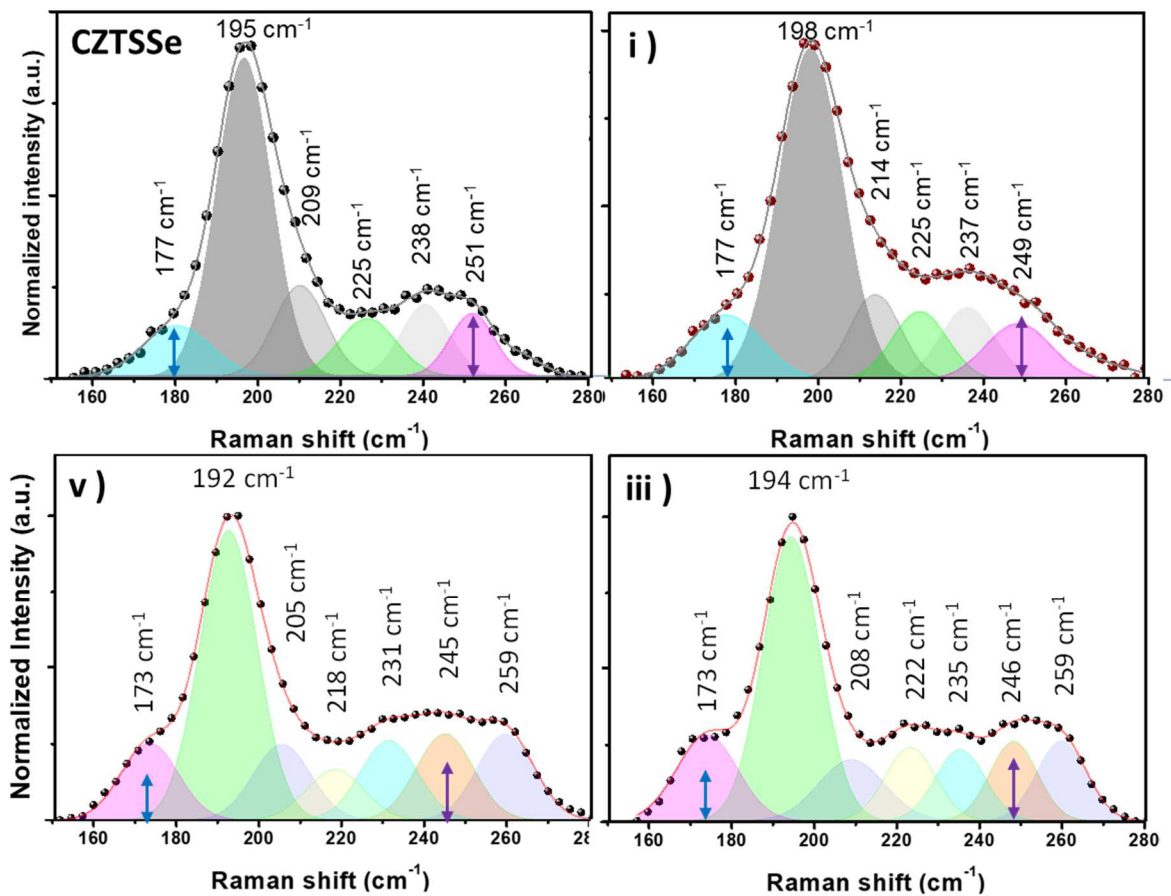 CZTSSe
195 cm⁻¹
209 cm⁻¹
177 cm⁻¹
225 cm⁻¹
238 cm⁻¹
251 cm⁻¹
Normalized intensity (a.u.)
160 180 200 220 240 260 280
Raman shift (cm⁻¹)
i )
198 cm⁻¹
214 cm⁻¹
177 cm⁻¹
225 cm⁻¹
237 cm⁻¹
249 cm⁻¹
160 180 200 220 240 260 280
Raman shift (cm⁻¹)
v )
192 cm⁻¹
205 cm⁻¹
173 cm⁻¹
218 cm⁻¹
231 cm⁻¹
245 cm⁻¹
259 cm⁻¹
Normalized Intensity (a.u.)
160 180 200 220 240 260 28
Raman shift (cm⁻¹)
iii )
194 cm⁻¹
173 cm⁻¹
208 cm⁻¹
222 cm⁻¹
235 cm⁻¹
246 cm⁻¹
259 cm⁻¹
160 180 200 220 240 260 280
Raman shift (cm⁻¹)